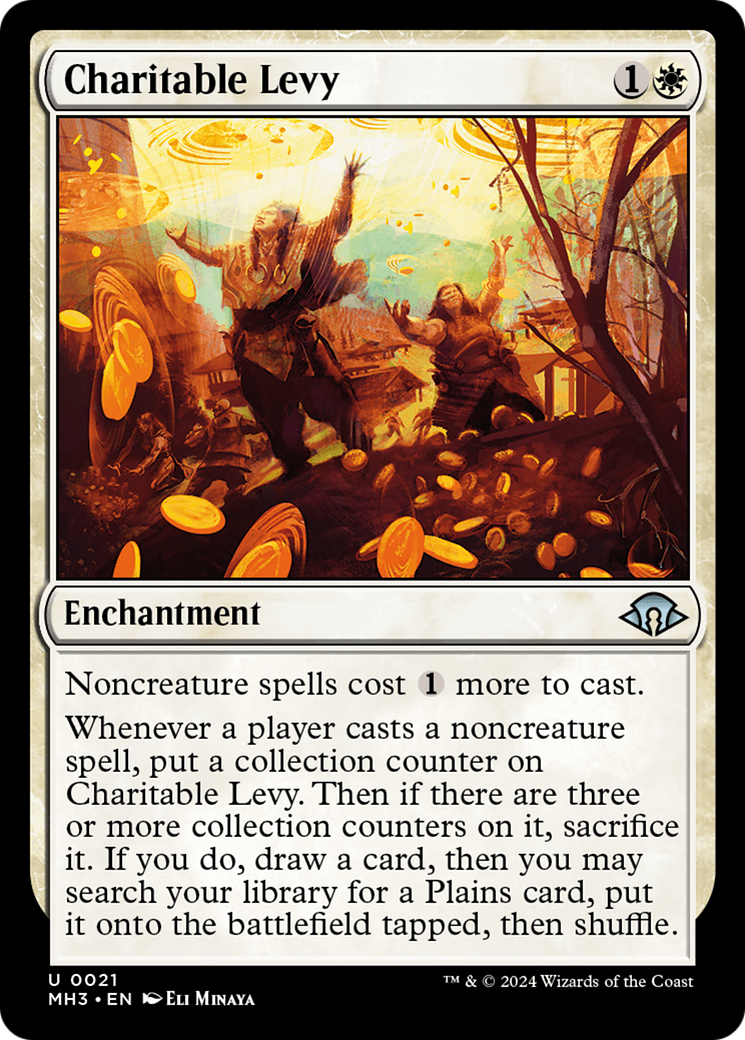 Charitable Levy 1
Enchantment
Noncreature spells cost 1 more to cast.
Whenever a player casts a noncreature
spell, put a collection counter on
Charitable Levy. Then if there are three
or more collection counters on it, sacrifice
it. If you do, draw a card, then you may
search your library for a Plains card, put
it onto the battlefield tapped, then shuffle.
U 0021
MH3 • EN Eli Minaya
™ & © 2024 Wizards of the Coast